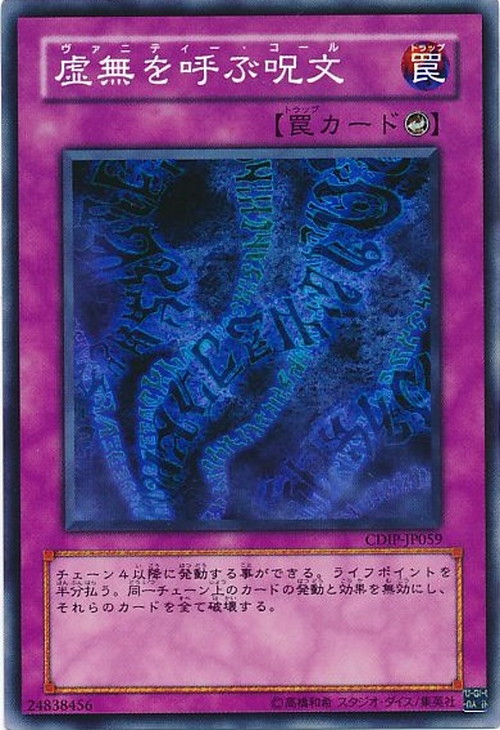 ヴァニティー・コール
虚無を呼ぶ呪文
トラップ
罠
トラップ
【罠カード】
CDIP-JP059
チェーン4以降に発動する事ができる。ライフポイントを
半分払う。同一チェーン上のカードの発動と効果を無効にし、
それらのカードを全て破壊する。
24838456
©高橋和希 スタジオ・ダイス/集英社